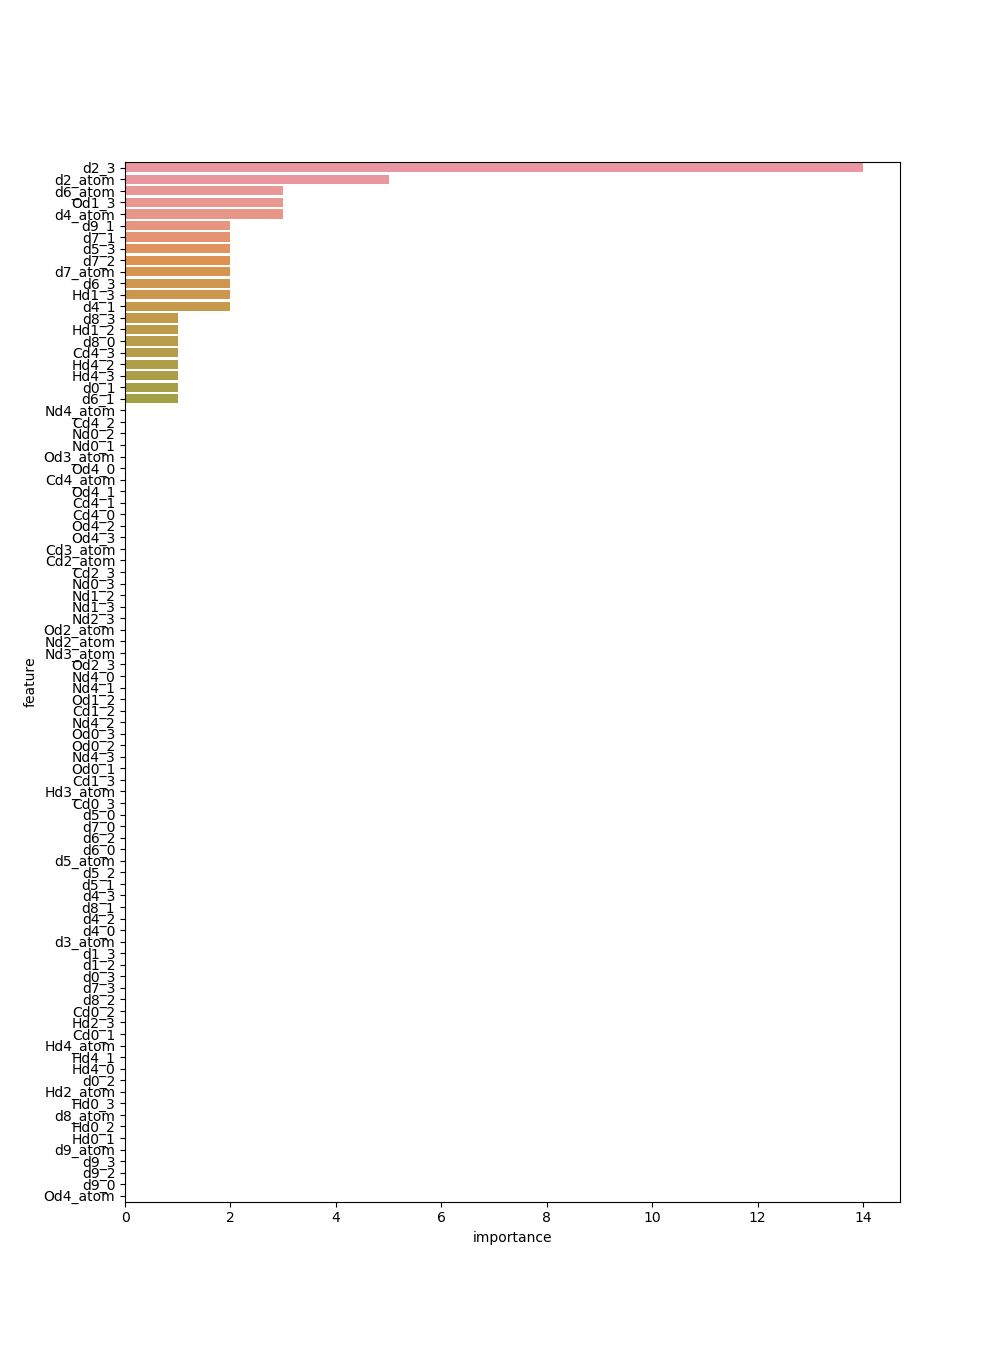 d2_3
d2_atom
d6_atom
Od1_3
d4_atom
d9_1
d7_1
d5_3
d7_2
d7_atom
d6_3
Hd1_3
d4_1
d8_3
Hd1_2
d8_0
Cd4_3
Hd4_2
Hd4_3
d0_1
d6_1
Nd4_atom
Cd4_2
Nd0_2
Nd0_1
Od3_atom
Od4_0
Cd4_atom
Od4_1
Cd4_1
Cd4_0
Od4_2
Od4_3
Cd3_atom
Cd2_atom
Cd2_3
Nd0_3
Nd1_2
Nd1_3
Nd2_3
Od2_atom
Nd2_atom
Nd3_atom
Od2_3
Nd4_0
Nd4_1
Od1_2
Cd1_2
Nd4_2
Od0_3
Od0_2
Nd4_3
Od0_1
Cd1_3
Hd3_atom
Cd0_3
d5_0
d7_0
d6_2
d6_0
d5_atom
d5_2
d5_1
d4_3
d8_1
d4_2
d4_0
d3_atom
d1_3
d1_2
d0_3
d7_3
d8_2
Cd0_2
Hd2_3
Cd0_1
Hd4_atom
Hd4_1
Hd4_0
d0_2
Hd2_atom
Hd0_3
d8_atom
Hd0_2
Hd0_1
d9_atom
d9_3
d9_2
d9_0
Od4_atom
feature
0 2 4 6 8 10 12 14
importance